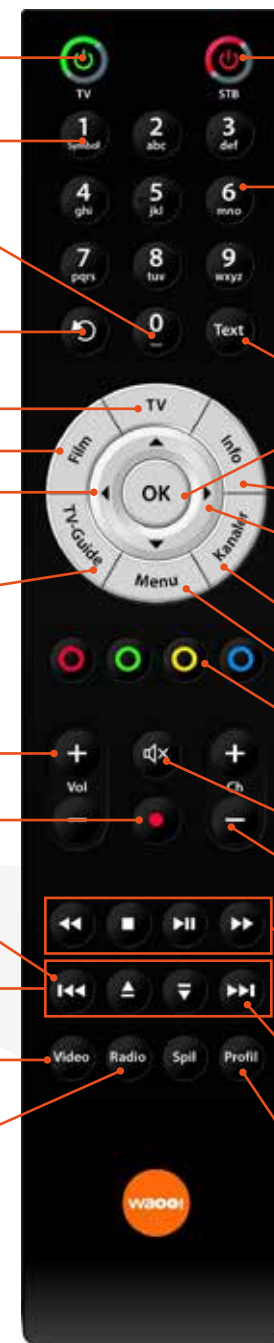 TV STB
1 2 3
Symbol abc def
4 5 6
ghi jkl mno
7 8 9
pqrs tuv wxyz
0 Text
TV
Film Info
OK
TV-Guide Kanaler
Menu
+ +
Vol Ch
− −
Video Radio Spil Profil
waoo!